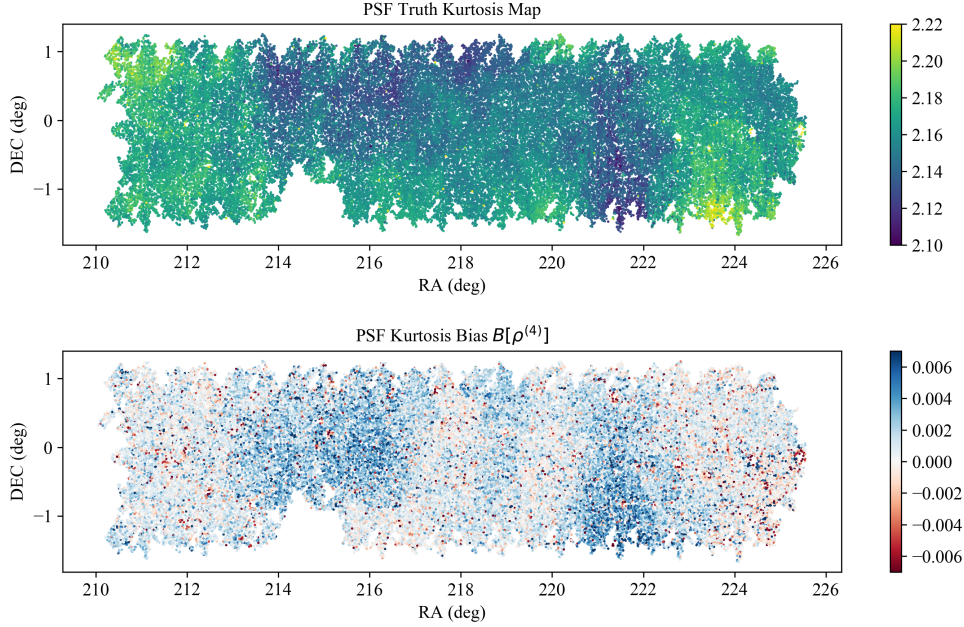 PSF Truth Kurtosis Map
DEC (deg)
1
0
−1
210 212 214 216 218 220 222 224 226
RA (deg)
2.22
2.20
2.18
2.16
2.14
2.12
2.10
PSF Kurtosis Bias B[ρ⁽⁴⁾]
DEC (deg)
1
0
−1
210 212 214 216 218 220 222 224 226
RA (deg)
0.006
0.004
0.002
0.000
−0.002
−0.004
−0.006